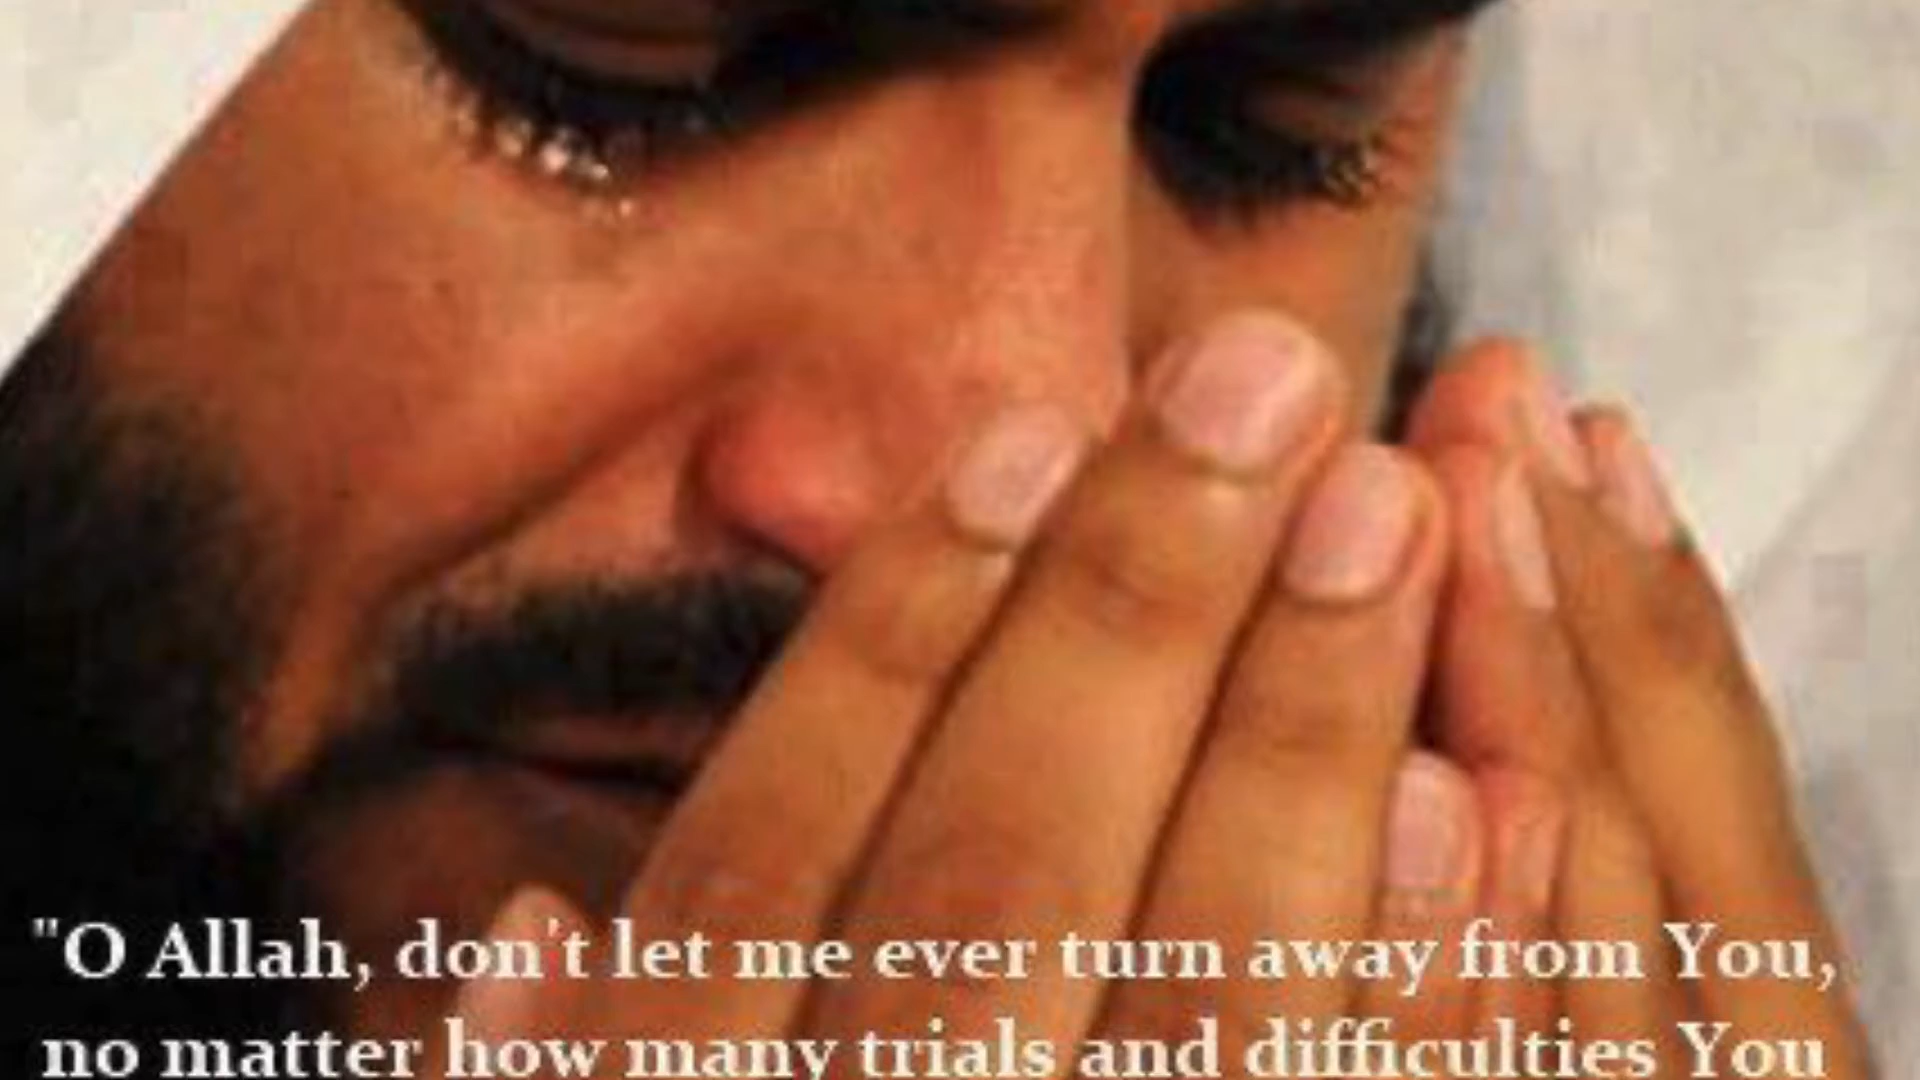 "O Allah, don't let me ever turn away from You,
no matter how many trials and difficulties You